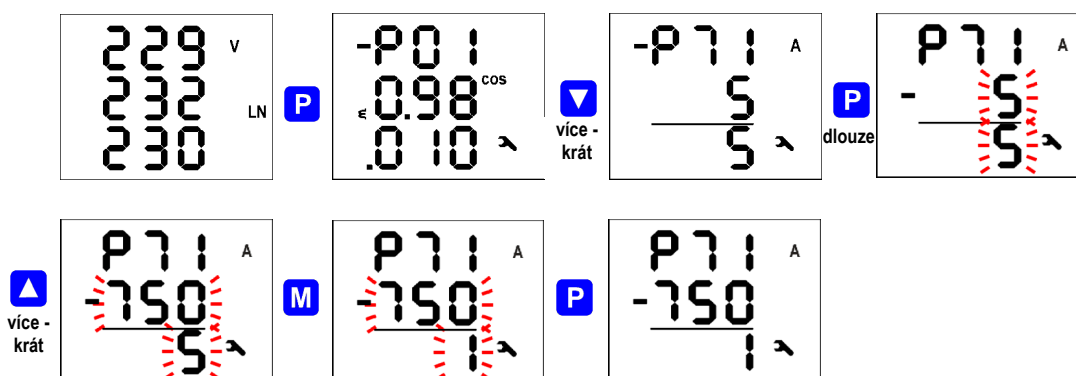 229 V
232 LN
230
P
-P01
0.98 cos
.010
více -
krát
-P71 A
5
5
P
dlouze
P71 A
- 5
5
více -
krát
P71 A
-750
5
M
P71 A
-750
1
P
P71 A
-750
1